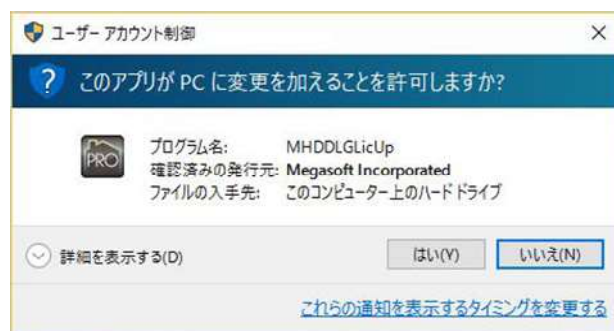 ユーザー アカウント制御
このアプリが PC に変更を加えることを許可しますか?
PRO
プログラム名: MHDDLGLicUp
確認済みの発行元: Megasoft Incorporated
ファイルの入手先: このコンピューター上のハード ドライブ
詳細を表示する(D)
はい(Y) いいえ(N)
これらの通知を表示するタイミングを変更する